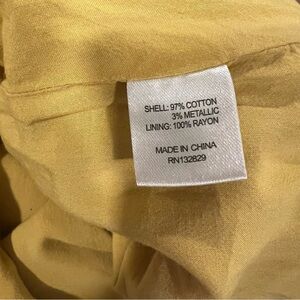 SHELL: 97% COTTON
3% METALLIC
LINING: 100% RAYON
MADE IN CHINA
RN132829